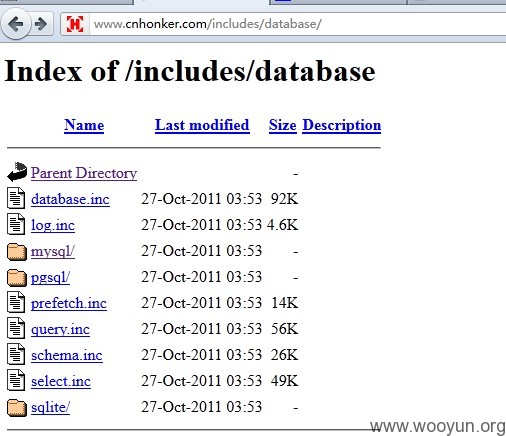 www.cnhonker.com/includes/database/
Index of /includes/database
Name Last modified Size Description
Parent Directory -
database.inc 27-Oct-2011 03:53 92K
log.inc 27-Oct-2011 03:53 4.6K
mysql/ 27-Oct-2011 03:53 -
pgsql/ 27-Oct-2011 03:53 -
prefetch.inc 27-Oct-2011 03:53 14K
query.inc 27-Oct-2011 03:53 56K
schema.inc 27-Oct-2011 03:53 26K
select.inc 27-Oct-2011 03:53 49K
sqlite/ 27-Oct-2011 03:53 -
www.wooyun.org